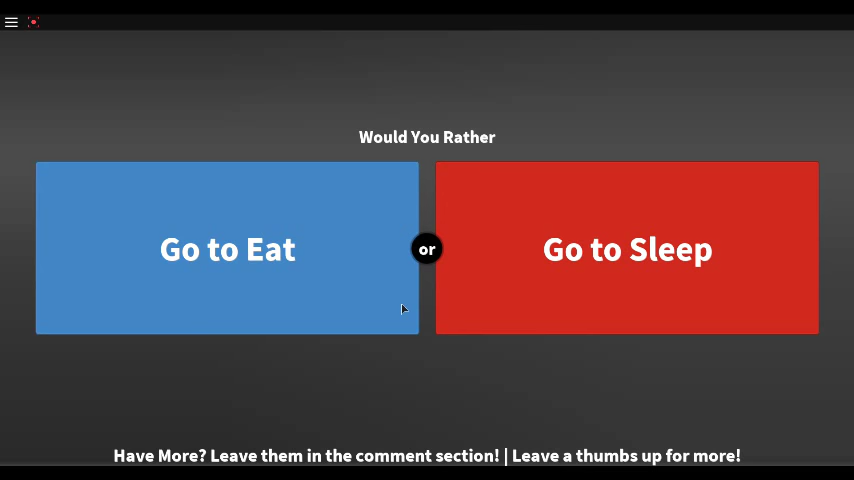 Would You Rather
Go to Eat
or
Go to Sleep
Have More? Leave them in the comment section! | Leave a thumbs up for more!